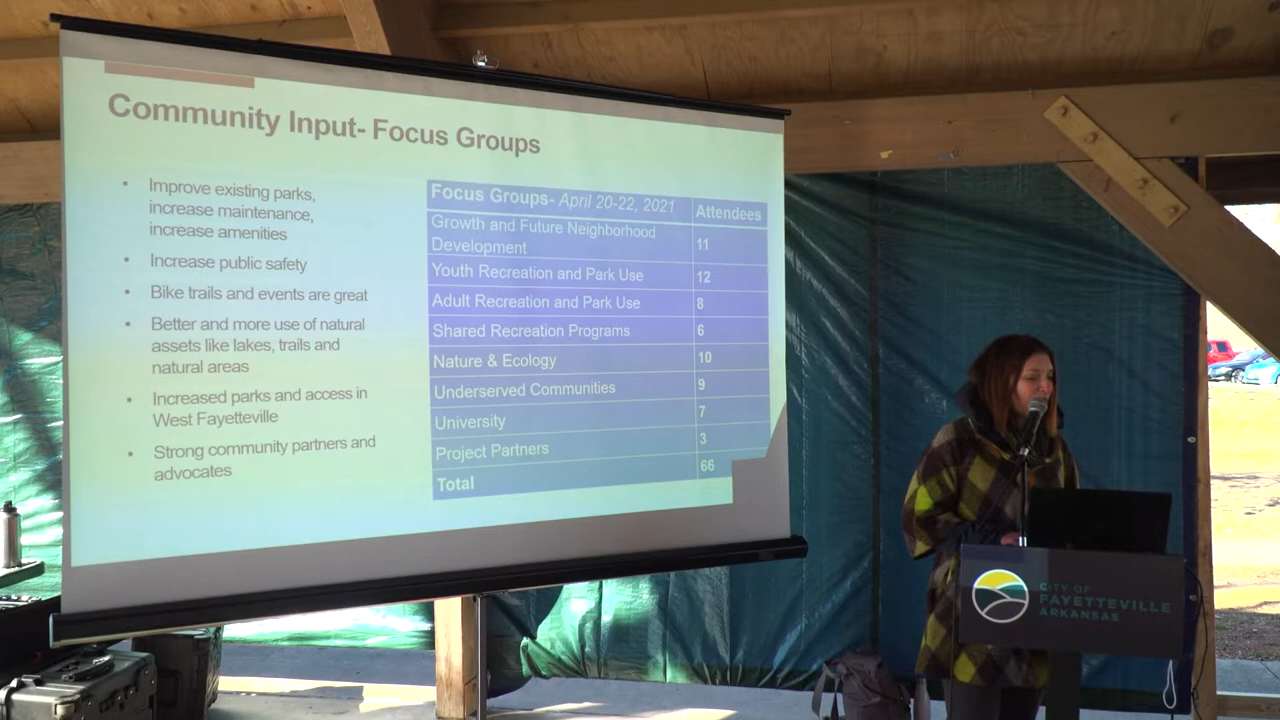 Community Input- Focus Groups
• Improve existing parks,
increase maintenance,
increase amenities
• Increase public safety
• Bike trails and events are great
• Better and more use of natural
assets like lakes, trails and
natural areas
• Increased parks and access in
West Fayetteville
• Strong community partners and
advocates
Focus Groups- April 20-22, 2021 Attendees
Growth and Future Neighborhood
Development 11
Youth Recreation and Park Use 12
Adult Recreation and Park Use 8
Shared Recreation Programs 6
Nature & Ecology 10
Underserved Communities 9
University 7
Project Partners 3
Total 66
CITY OF
FAYETTEVILLE
ARKANSAS